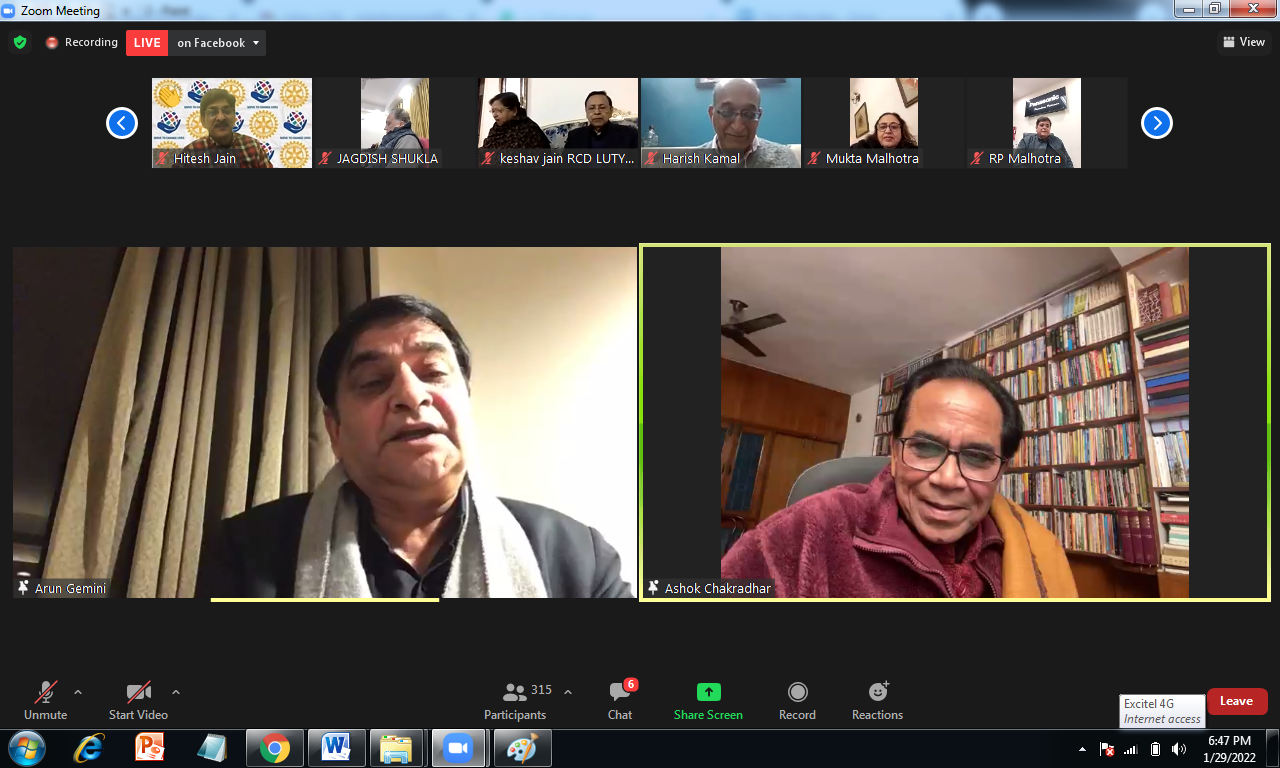 Zoom Meeting
Recording
LIVE
on Facebook
View
Hitesh Jain
JAGDISH SHUKLA
keshav jain RCD LUTY...
Harish Kamal
Mukta Malhotra
Panasonic
RP Malhotra
Arun Gemini
Ashok Chakradhar
315
6
Unmute
Start Video
Participants
Chat
Share Screen
Record
Reactions
Leave
Excitel 4G
Internet access
6:47 PM
1/29/2022